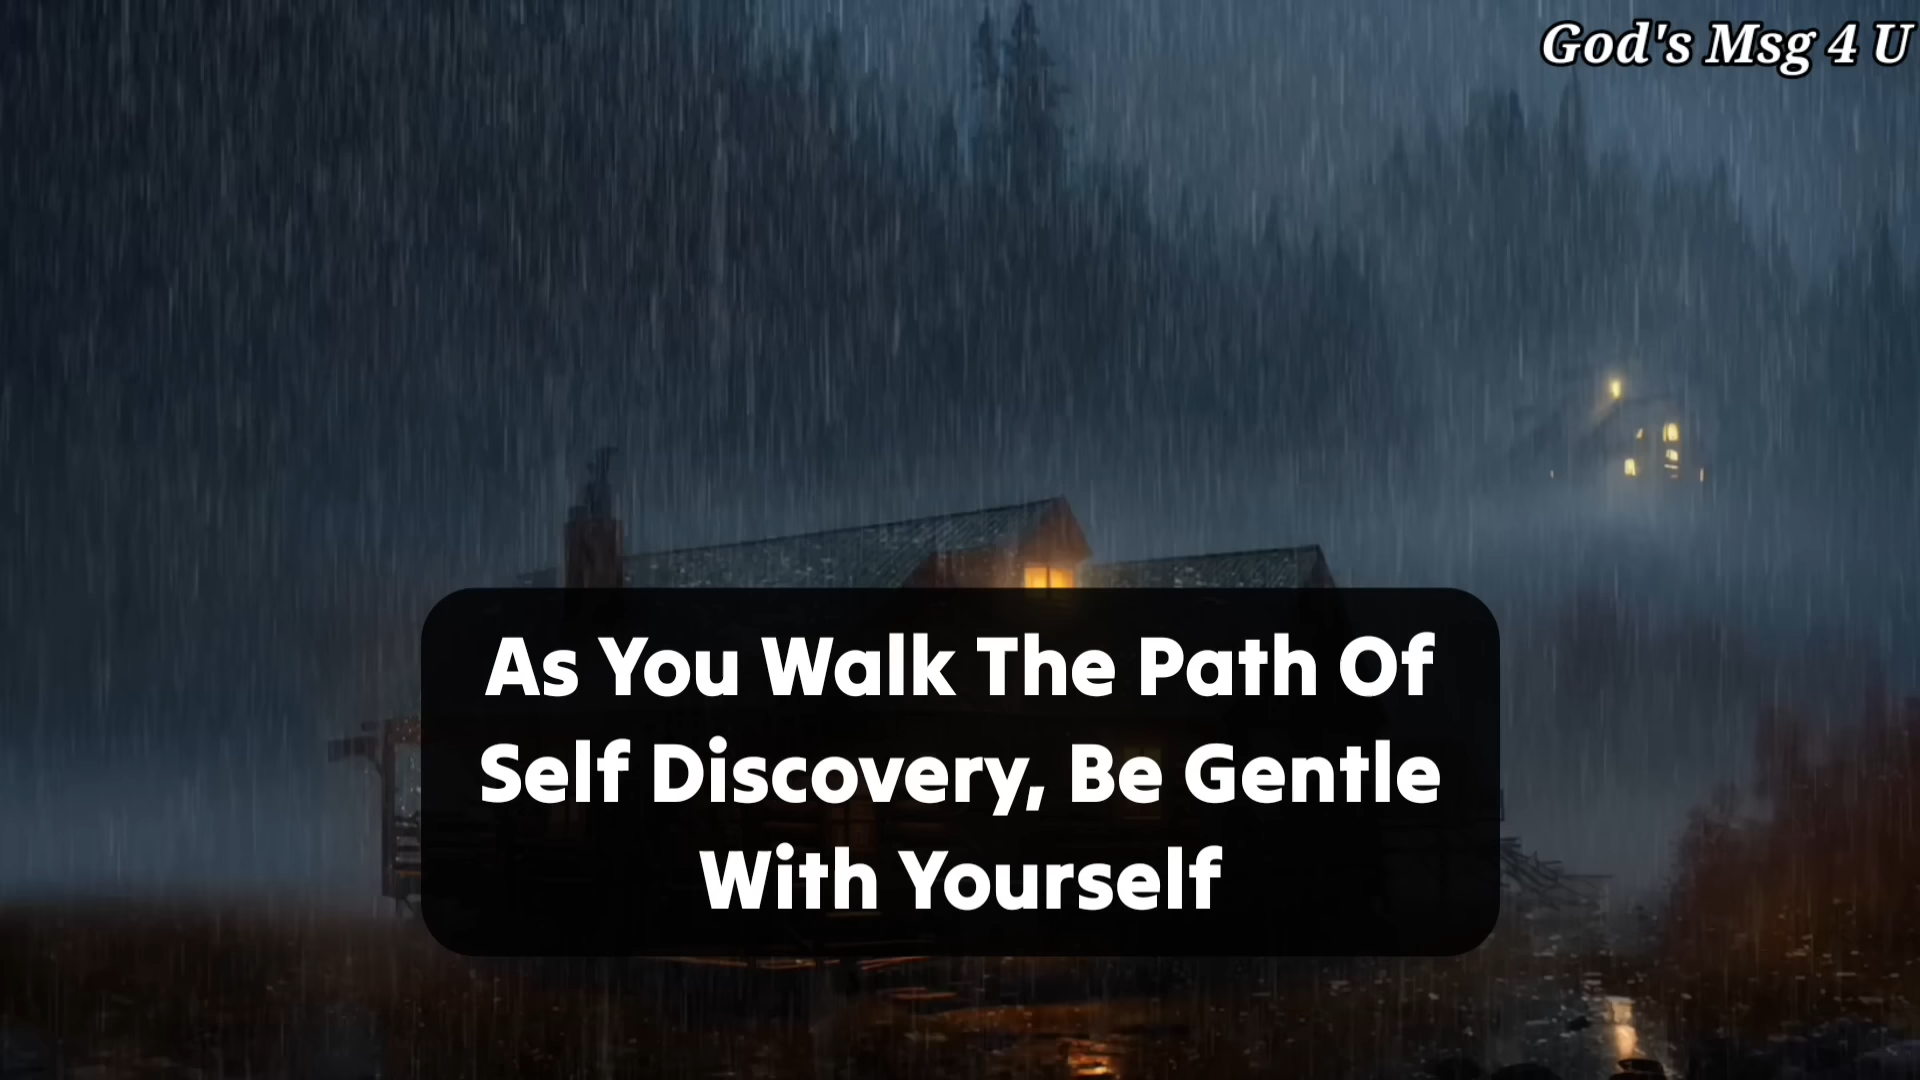 God's Msg 4 U
As You Walk The Path Of
Self Discovery, Be Gentle
With Yourself